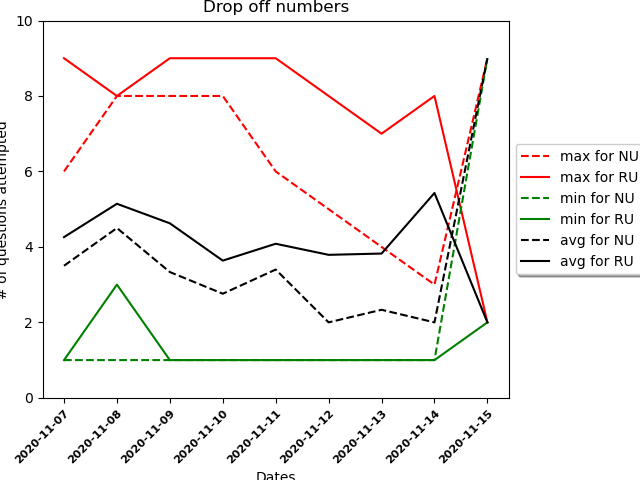 Drop off numbers
# of questions attempted
10
8
6
4
2
0
2020-11-07
2020-11-08
2020-11-09
2020-11-10
2020-11-11
2020-11-12
2020-11-13
2020-11-14
2020-11-15
Dates
max for NU
max for RU
min for NU
min for RU
avg for NU
avg for RU